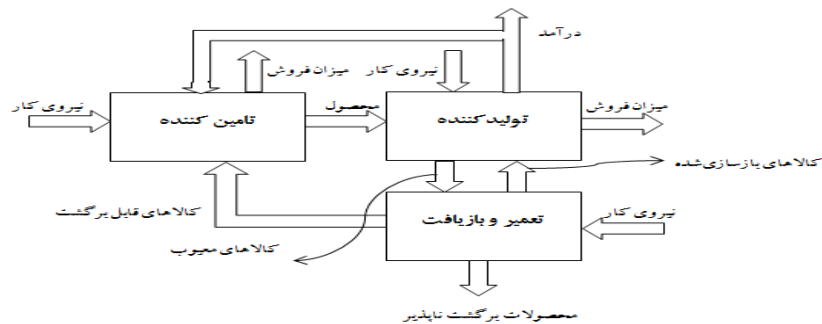 درآمد
میزان فروش
نیروی کار
نیروی کار
تامین کننده
محصول
تولیدکننده
میزان فروش
کالاهای بازسازی‌شده
کالاهای قابل برگشت
تعمیر و بازیافت
نیروی کار
کالاهای معیوب
محصولات برگشت ناپذیر